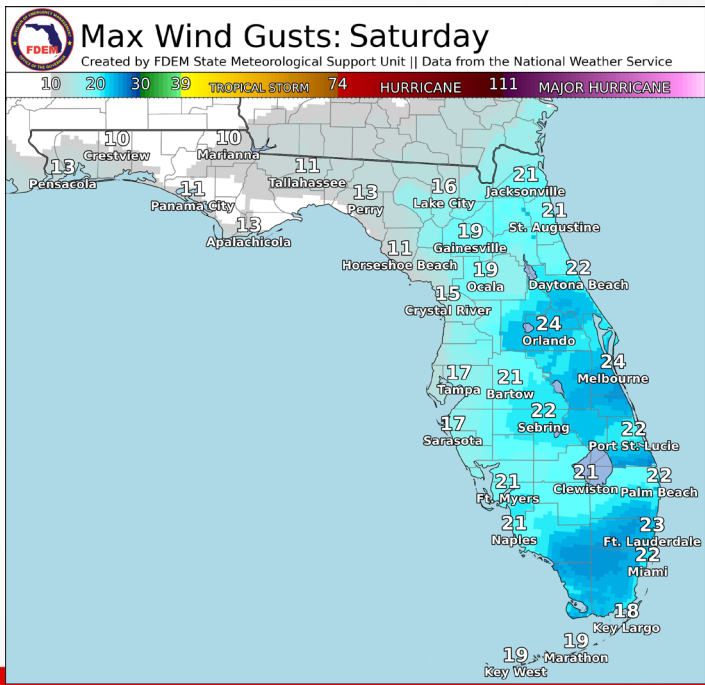 FDEM
Max Wind Gusts: Saturday
Created by FDEM State Meteorological Support Unit || Data from the National Weather Service
10 20 30 39 TROPICAL STORM 74 HURRICANE 111 MAJOR HURRICANE
10
Crestview
10
Marianna
13
Pensacola
11
Tallahassee
11
Panama City
13
Perry
16
Lake City
21
Jacksonville
13
Apalachicola
21
St. Augustine
19
Gainesville
11
Horseshoe Beach
19
Ocala
22
Daytona Beach
15
Crystal River
24
Orlando
24
Melbourne
17
Tampa
21
Bartow
22
Sebring
17
Sarasota
22
Port St. Lucie
21
Clewiston
22
Palm Beach
21
Ft. Myers
21
Naples
23
Ft. Lauderdale
22
Miami
18
Key Largo
19
Marathon
19
Key West